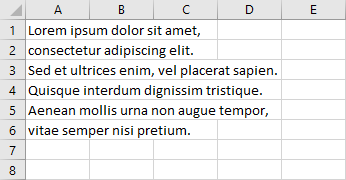 A B C D E
1 Lorem ipsum dolor sit amet,
2 consectetur adipiscing elit.
3 Sed et ultrices enim, vel placerat sapien.
4 Quisque interdum dignissim tristique.
5 Aenean mollis urna non augue tempor,
6 vitae semper nisi pretium.
7
8